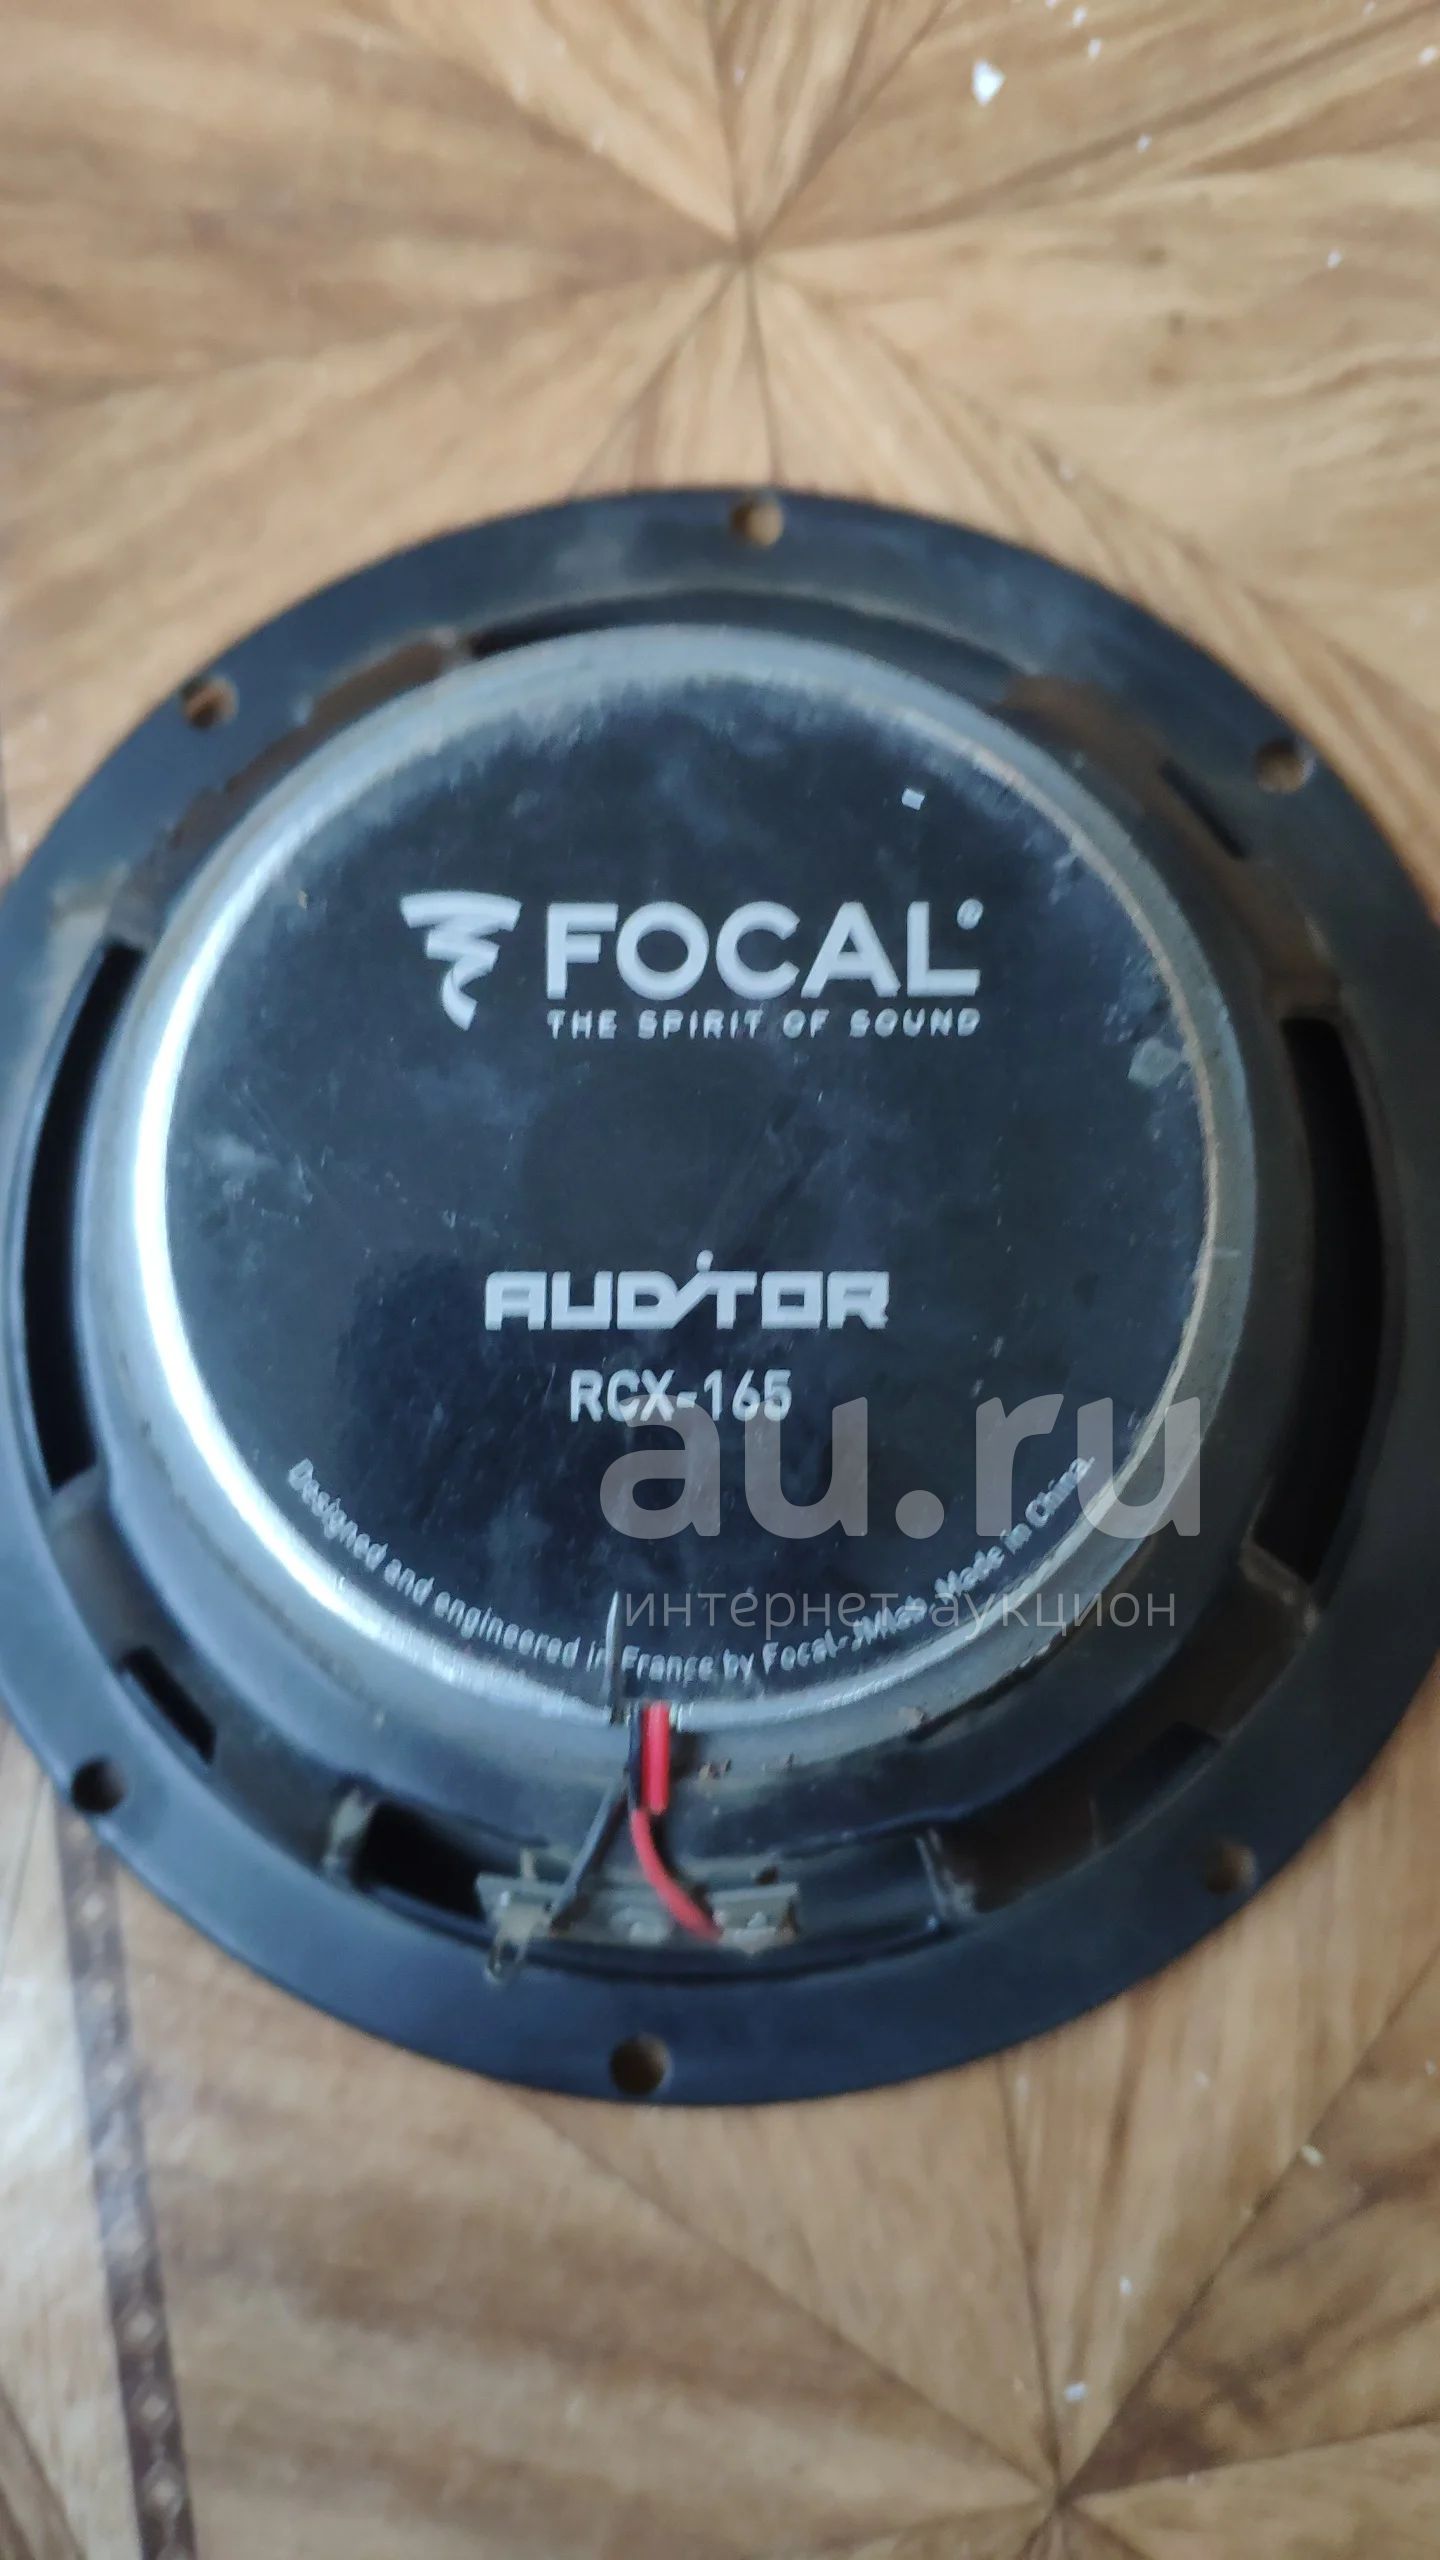 FOCAL®
THE SPIRIT OF SOUND
AUDITOR
RCX-165
au.ru
интернет-аукцион
Designed and engineered in France by Focal-JMlab. Made in China.